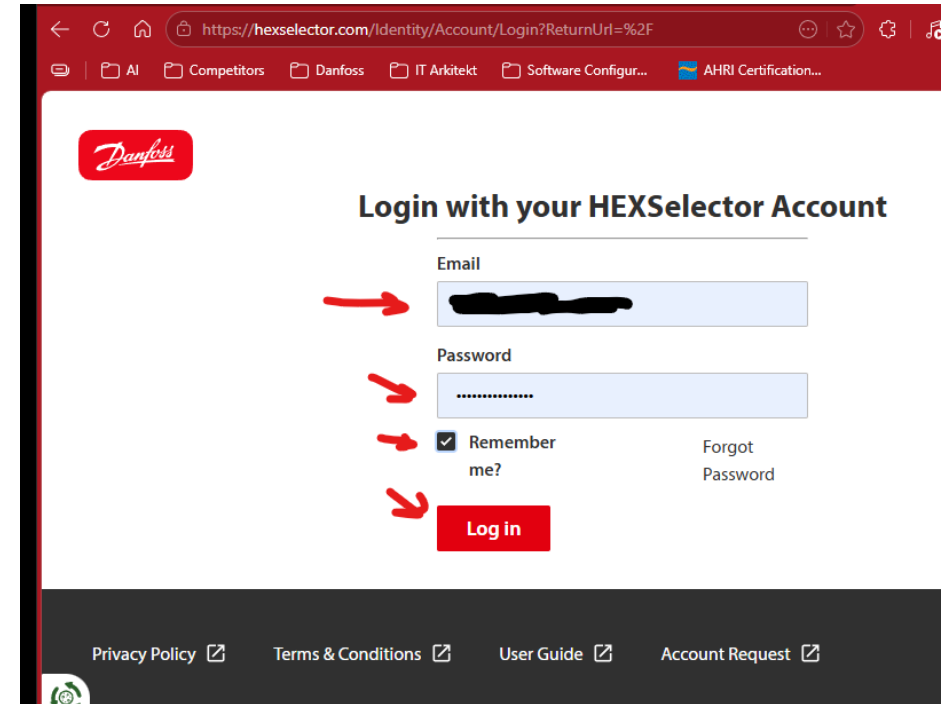 https://hexselector.com/Identity/Account/Login?ReturnUrl=%2F
AI Competitors Danfoss IT Arkitekt Software Configur... AHRI Certification...
Danfoss
Login with your HEXSelector Account
Email
Password
Remember
me?
Forgot
Password
Log in
Privacy Policy Terms & Conditions User Guide Account Request